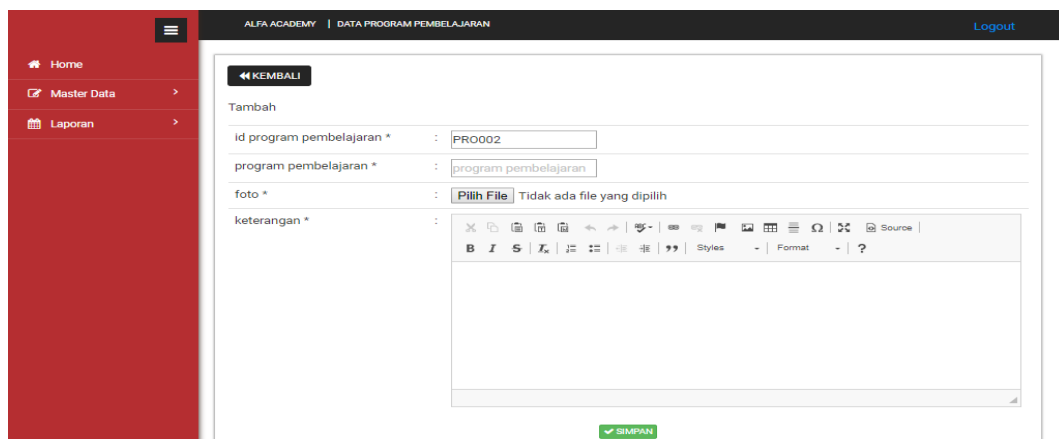 ALFA ACADEMY | DATA PROGRAM PEMBELAJARAN
Logout
Home
Master Data >
Laporan >
KEMBALI
Tambah
id program pembelajaran * : PRO002
program pembelajaran * : program pembelajaran
foto * : Pilih File Tidak ada file yang dipilih
keterangan * :
Source
B I S Ix Styles Format ?
SIMPAN